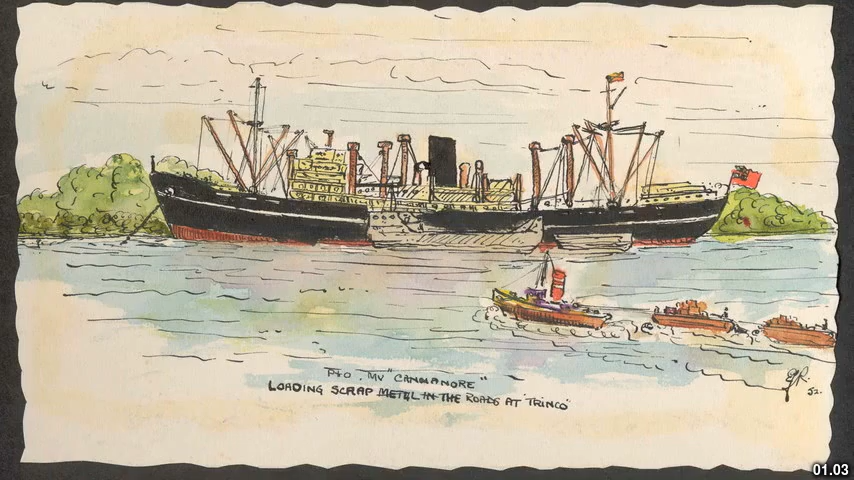 P+O. MV "CANNANORE"
LOADING SCRAP METAL IN THE ROADS AT 'TRINCO'
52.
01.03